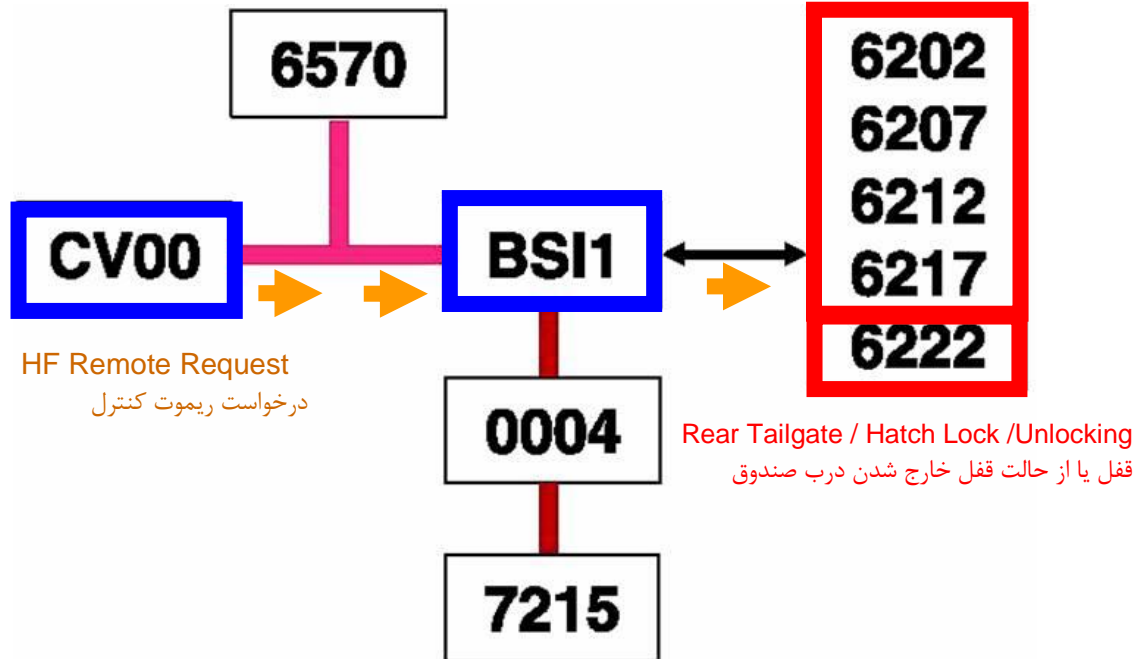 6570
6202
6207
6212
6217
6222
CV00
BSI1
HF Remote Request
درخواست ریموت کنترل
0004
Rear Tailgate / Hatch Lock /Unlocking
قفل یا از حالت قفل خارج شدن درب صندوق
7215